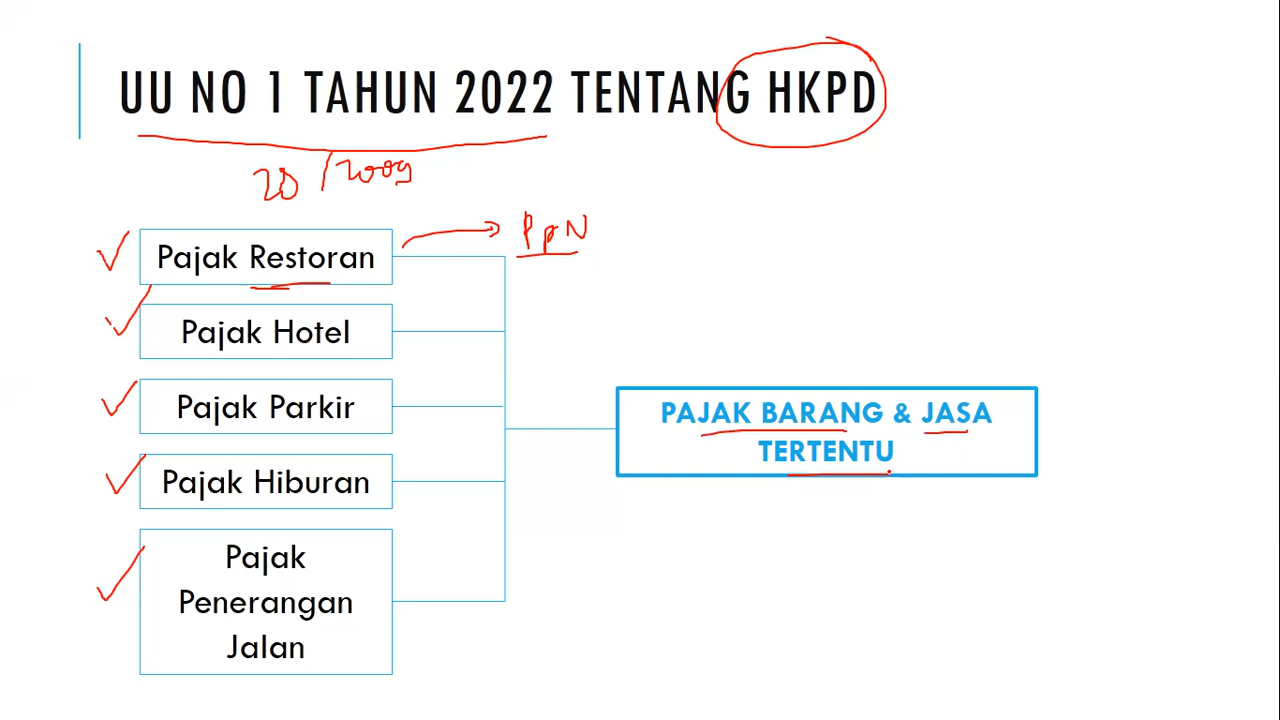 UU NO 1 TAHUN 2022 TENTANG HKPD
28/2009
Pajak Restoran
PPN
Pajak Hotel
Pajak Parkir
Pajak Hiburan
Pajak
Penerangan
Jalan
PAJAK BARANG & JASA
TERTENTU